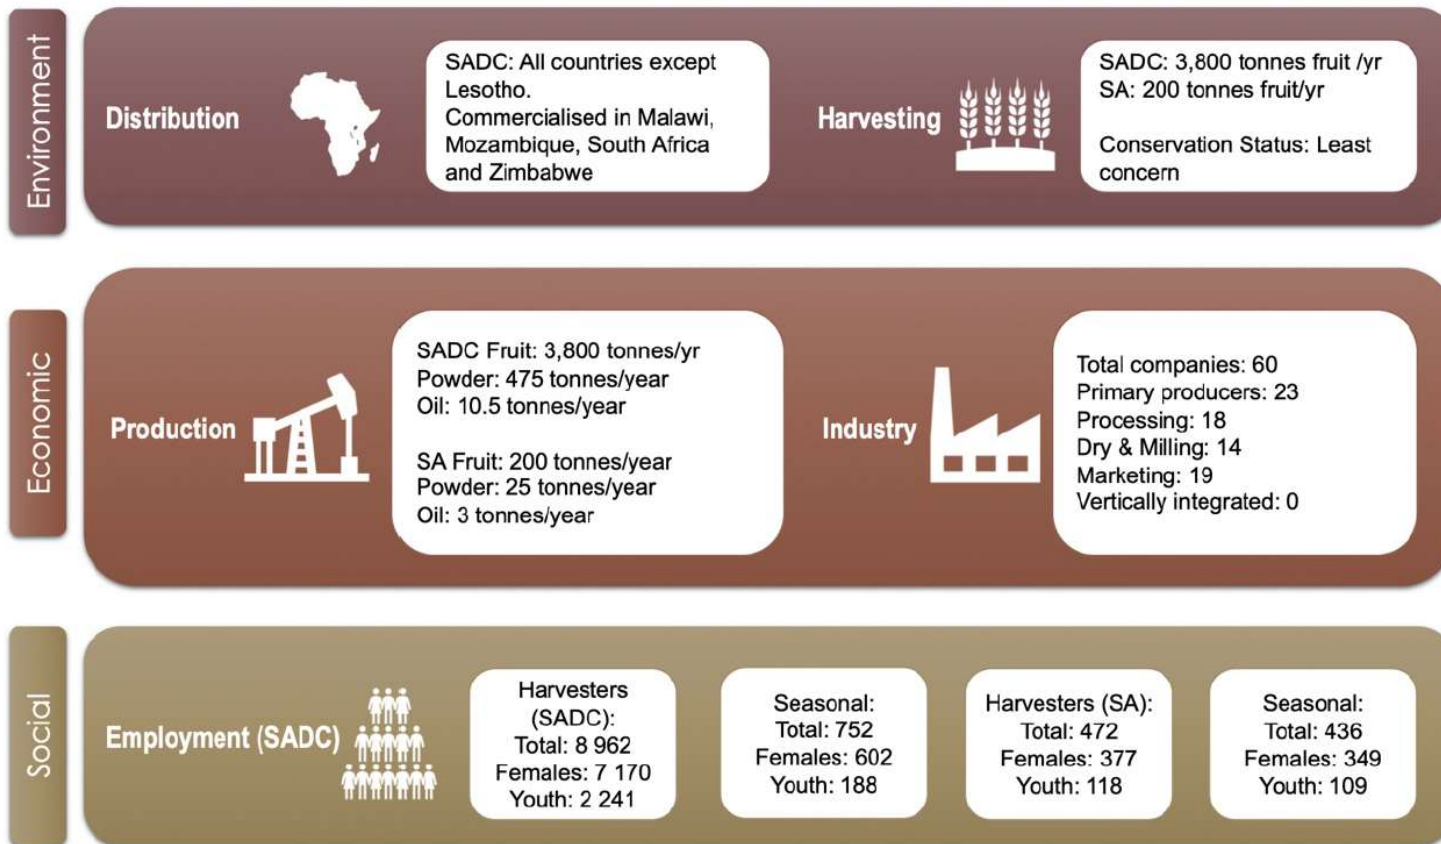 Environment
Distribution
SADC: All countries except
Lesotho.
Commercialised in Malawi,
Mozambique, South Africa
and Zimbabwe
Harvesting
SADC: 3,800 tonnes fruit /yr
SA: 200 tonnes fruit/yr
Conservation Status: Least
concern
Economic
Production
SADC Fruit: 3,800 tonnes/yr
Powder: 475 tonnes/year
Oil: 10.5 tonnes/year
SA Fruit: 200 tonnes/year
Powder: 25 tonnes/year
Oil: 3 tonnes/year
Industry
Total companies: 60
Primary producers: 23
Processing: 18
Dry & Milling: 14
Marketing: 19
Vertically integrated: 0
Social
Employment (SADC)
Harvesters
(SADC):
Total: 8 962
Females: 7 170
Youth: 2 241
Seasonal:
Total: 752
Females: 602
Youth: 188
Harvesters (SA):
Total: 472
Females: 377
Youth: 118
Seasonal:
Total: 436
Females: 349
Youth: 109